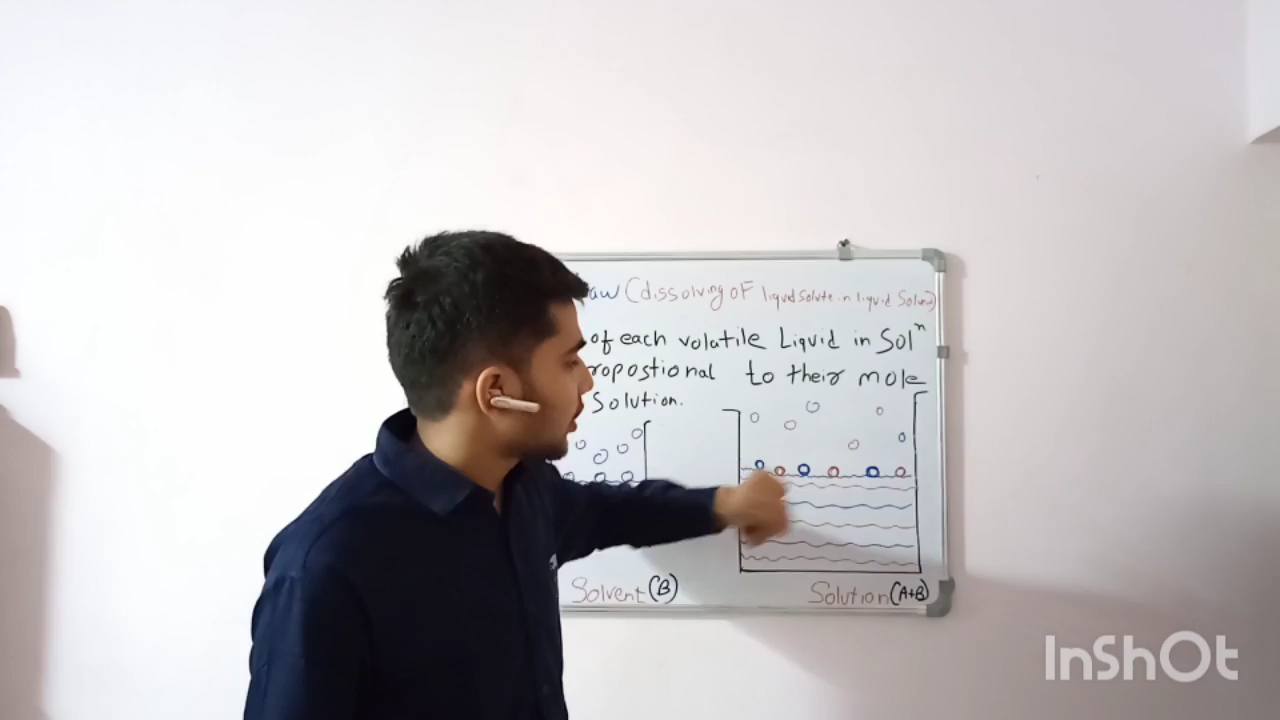 aw (dissolving of liquid solute in liquid Solvent)
of each volatile Liquid in Solⁿ
ropostional to their mole
Solution.
Solvent (B)
Solution (A+B)
InShOt